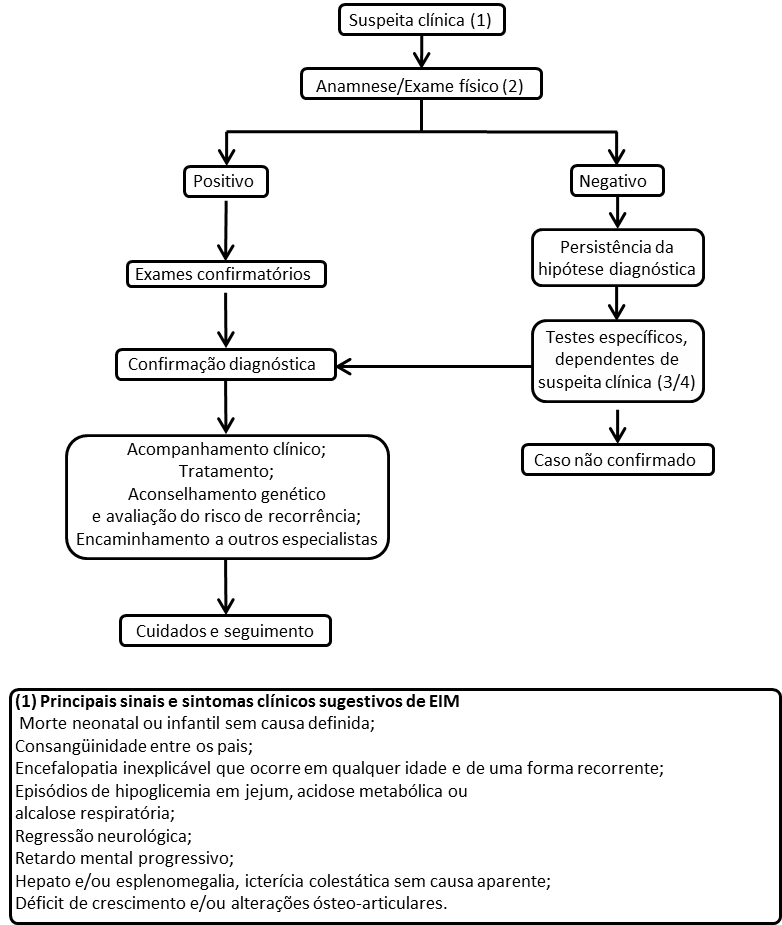 Suspeita clínica (1)
Anamnese/Exame físico (2)
Positivo
Negativo
Persistência da
hipótese diagnóstica
Exames confirmatórios
Testes específicos,
dependentes de
suspeita clínica (3/4)
Confirmação diagnóstica
Acompanhamento clínico;
Tratamento;
Aconselhamento genético
e avaliação do risco de recorrência;
Encaminhamento a outros especialistas
Caso não confirmado
Cuidados e seguimento
(1) Principais sinais e sintomas clínicos sugestivos de EIM
Morte neonatal ou infantil sem causa definida;
Consangüinidade entre os pais;
Encefalopatia inexplicável que ocorre em qualquer idade e de uma forma recorrente;
Episódios de hipoglicemia em jejum, acidose metabólica ou
alcalose respiratória;
Regressão neurológica;
Retardo mental progressivo;
Hepato e/ou esplenomegalia, icterícia colestática sem causa aparente;
Déficit de crescimento e/ou alterações ósteo-articulares.